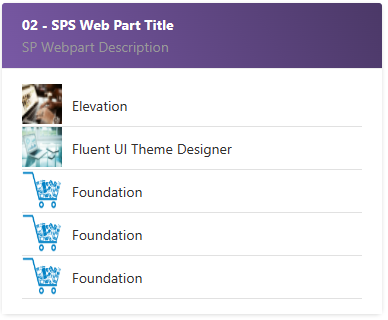 02 - SPS Web Part Title
SP Webpart Description
Elevation
Fluent UI Theme Designer
Foundation
Foundation
Foundation